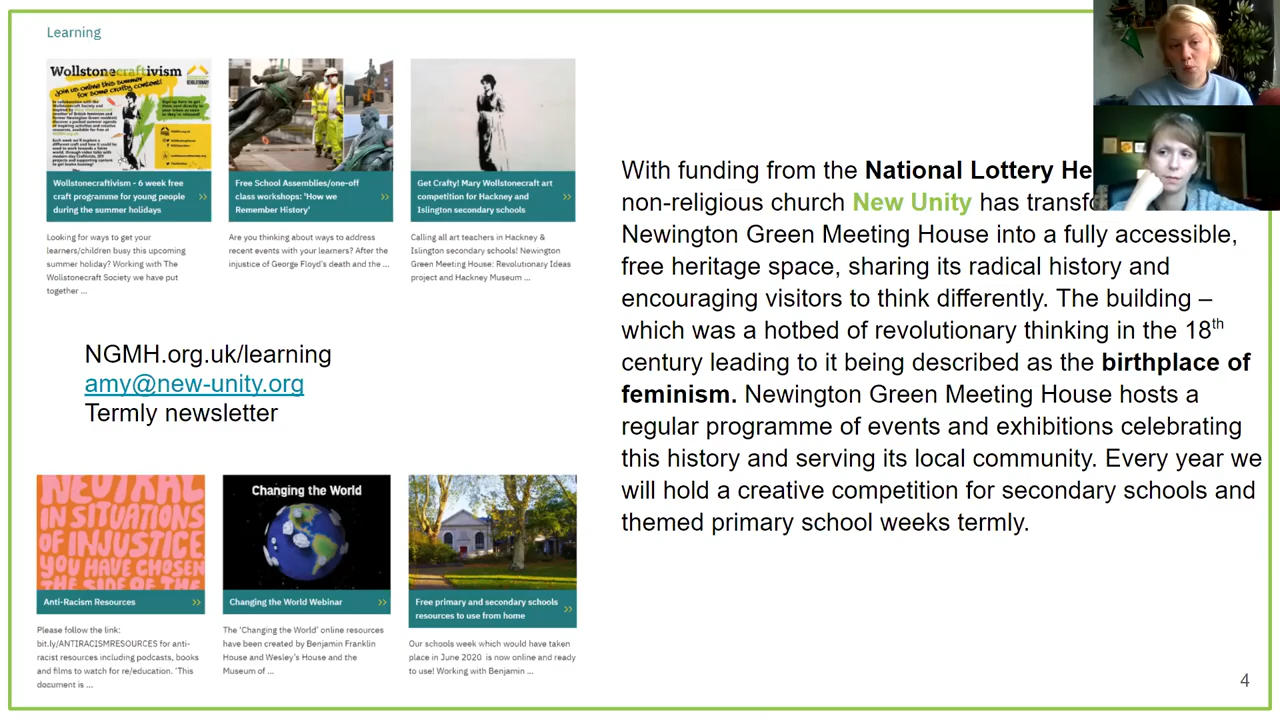 Learning
Wollstonecraftivism
Join us online this summer
for some crafty content!
Wollstonecraftivism - 6 week free
craft programme for young people
during the summer holidays
Looking for ways to get your
learners/children busy this upcoming
summer holiday? Working with The
Wollstonecraft Society we have put
together ...
Free School Assemblies/one-off
class workshops: 'How we
Remember History'
Are you thinking about ways to address
recent events with your learners? After the
injustice of George Floyd's death and the ...
Get Crafty! Mary Wollstonecraft art
competition for Hackney and
Islington secondary schools
Calling all art teachers in Hackney &
Islington secondary schools! Newington
Green Meeting House: Revolutionary Ideas
project and Hackney Museum ...
NGMH.org.uk/learning
amy@new-unity.org
Termly newsletter
NEUTRAL
IN SITUATIONS
OF INJUSTICE
YOU HAVE CHOSEN
THE SIDE OF THE
Anti-Racism Resources
Please follow the link:
bit.ly/ANTIRACISMRESOURCES for anti-
racist resources including podcasts, books
and films to watch for re/education. 'This
document is ...
Changing the World
Changing the World Webinar
The 'Changing the World' online resources
have been created by Benjamin Franklin
House and Wesley's House and the
Museum of ...
Free primary and secondary schools
resources to use from home
Our schools week which would have taken
place in June 2020 is now online and ready
to use! Working with Benjamin ...
With funding from the National Lottery He
non-religious church New Unity has transfo
Newington Green Meeting House into a fully accessible,
free heritage space, sharing its radical history and
encouraging visitors to think differently. The building –
which was a hotbed of revolutionary thinking in the 18th
century leading to it being described as the birthplace of
feminism. Newington Green Meeting House hosts a
regular programme of events and exhibitions celebrating
this history and serving its local community. Every year we
will hold a creative competition for secondary schools and
themed primary school weeks termly.
4